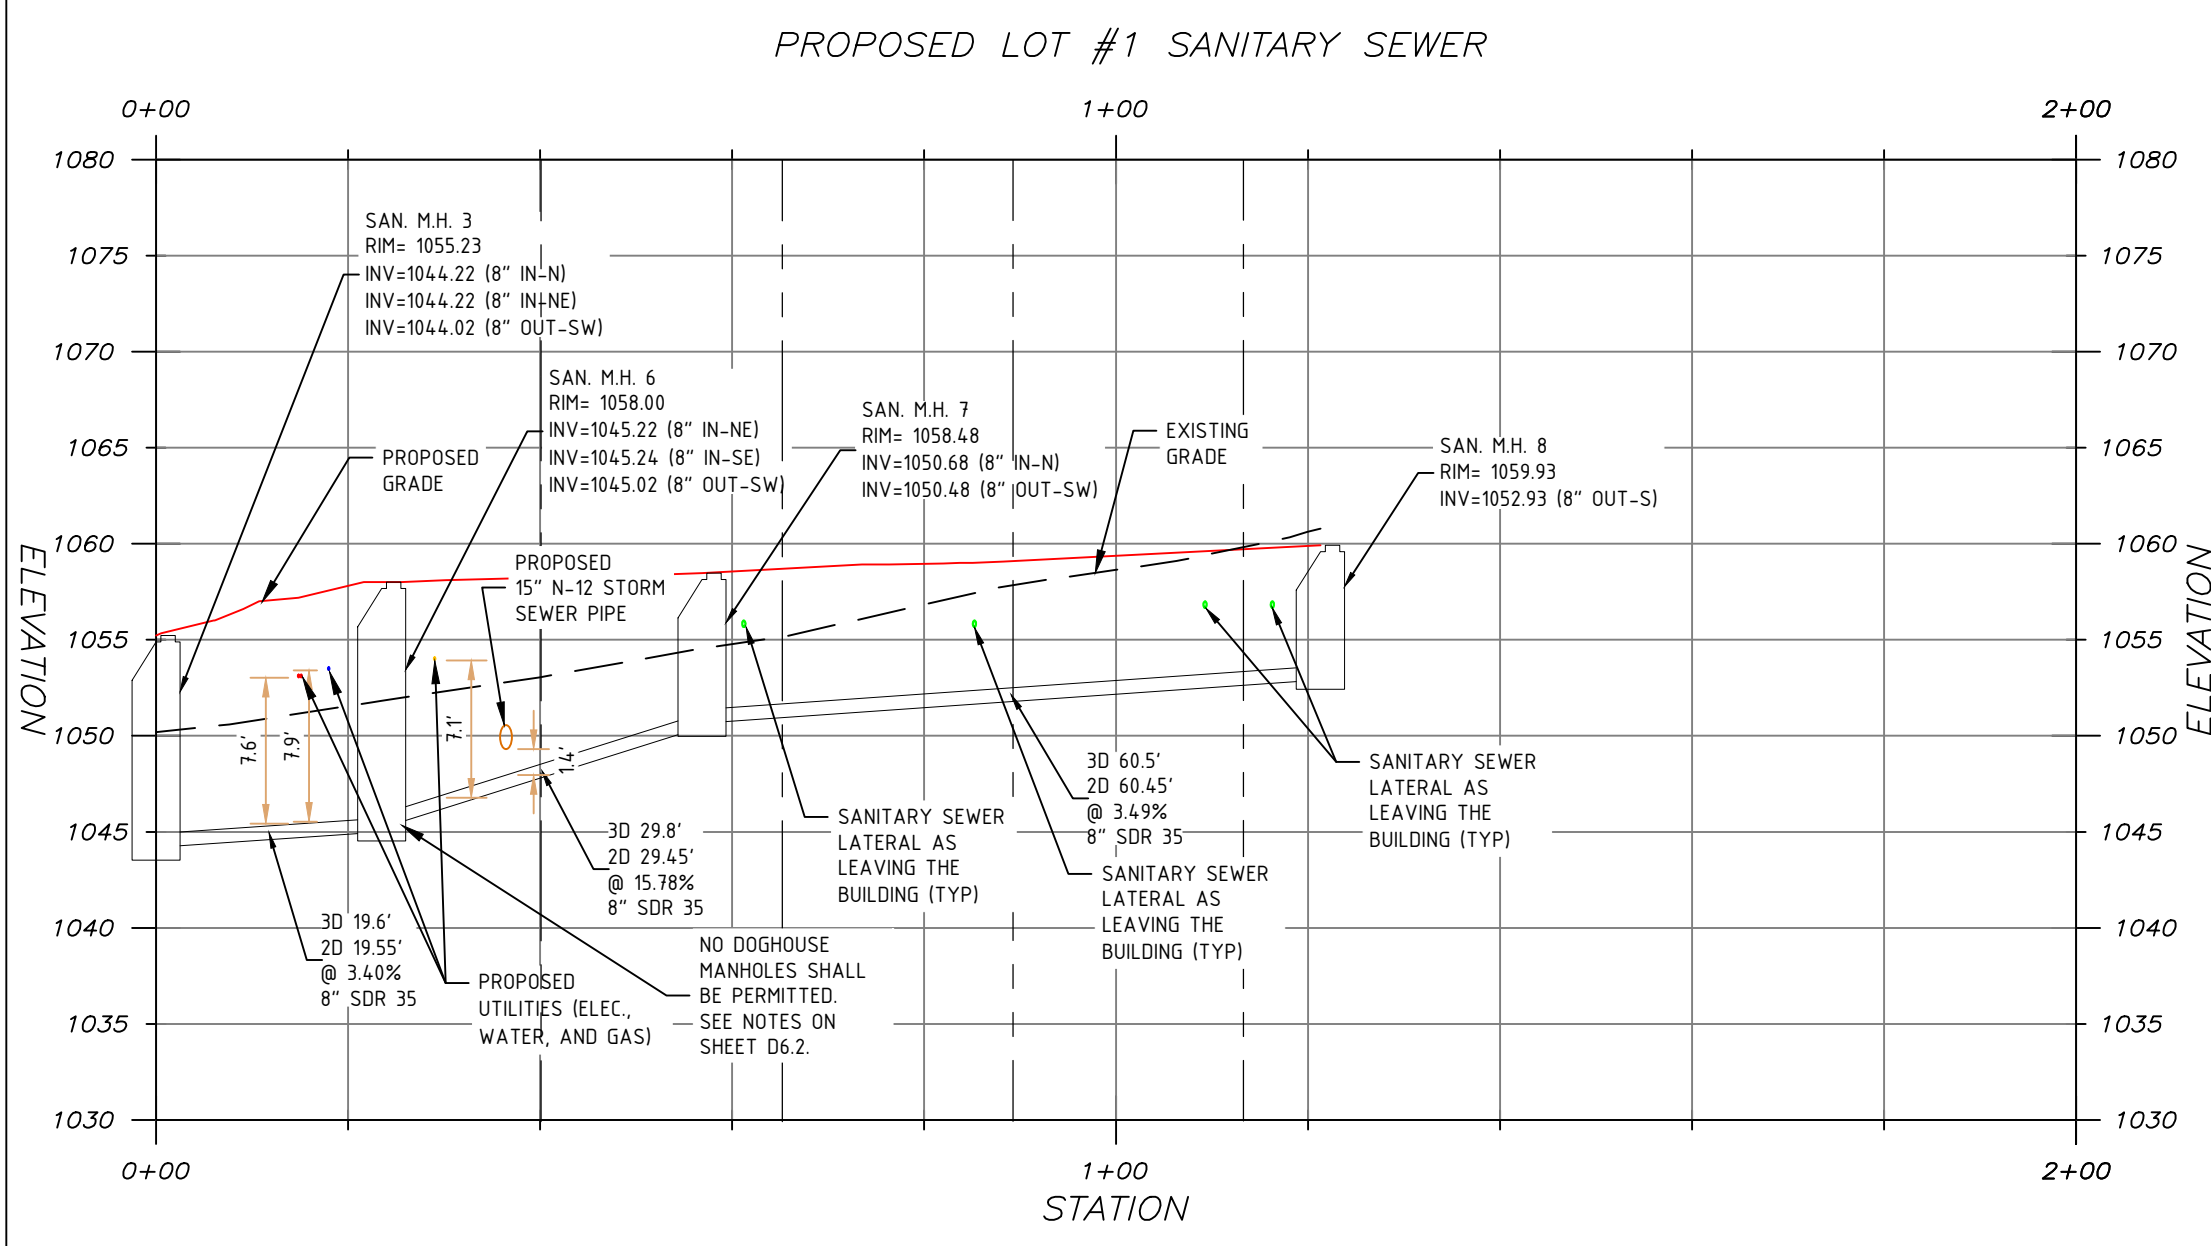 PROPOSED LOT #1 SANITARY SEWER
0+00
1+00
2+00
1080
1075
1070
1065
1060
1055
1050
1045
1040
1035
1030
ELEVATION
SAN. M.H. 3
RIM= 1055.23
INV=1044.22 (8" IN-N)
INV=1044.22 (8" IN-NE)
INV=1044.02 (8" OUT-SW)
PROPOSED
GRADE
SAN. M.H. 6
RIM= 1058.00
INV=1045.22 (8" IN-NE)
INV=1045.24 (8" IN-SE)
INV=1045.02 (8" OUT-SW)
SAN. M.H. 7
RIM= 1058.48
INV=1050.68 (8" IN-N)
INV=1050.48 (8" OUT-SW)
EXISTING
GRADE
SAN. M.H. 8
RIM= 1059.93
INV=1052.93 (8" OUT-S)
PROPOSED
15" N-12 STORM
SEWER PIPE
7.6'
7.9'
7.1'
1.4'
3D 19.6'
2D 19.55'
@ 3.40%
8" SDR 35
PROPOSED
UTILITIES (ELEC.,
WATER, AND GAS)
3D 29.8'
2D 29.45'
@ 15.78%
8" SDR 35
NO DOGHOUSE
MANHOLES SHALL
BE PERMITTED.
SEE NOTES ON
SHEET D6.2.
SANITARY SEWER
LATERAL AS
LEAVING THE
BUILDING (TYP)
3D 60.5'
2D 60.45'
@ 3.49%
8" SDR 35
SANITARY SEWER
LATERAL AS
LEAVING THE
BUILDING (TYP)
SANITARY SEWER
LATERAL AS
LEAVING THE
BUILDING (TYP)
1080
1075
1070
1065
1060
1055
1050
1045
1040
1035
1030
ELEVATION
0+00
1+00
2+00
STATION